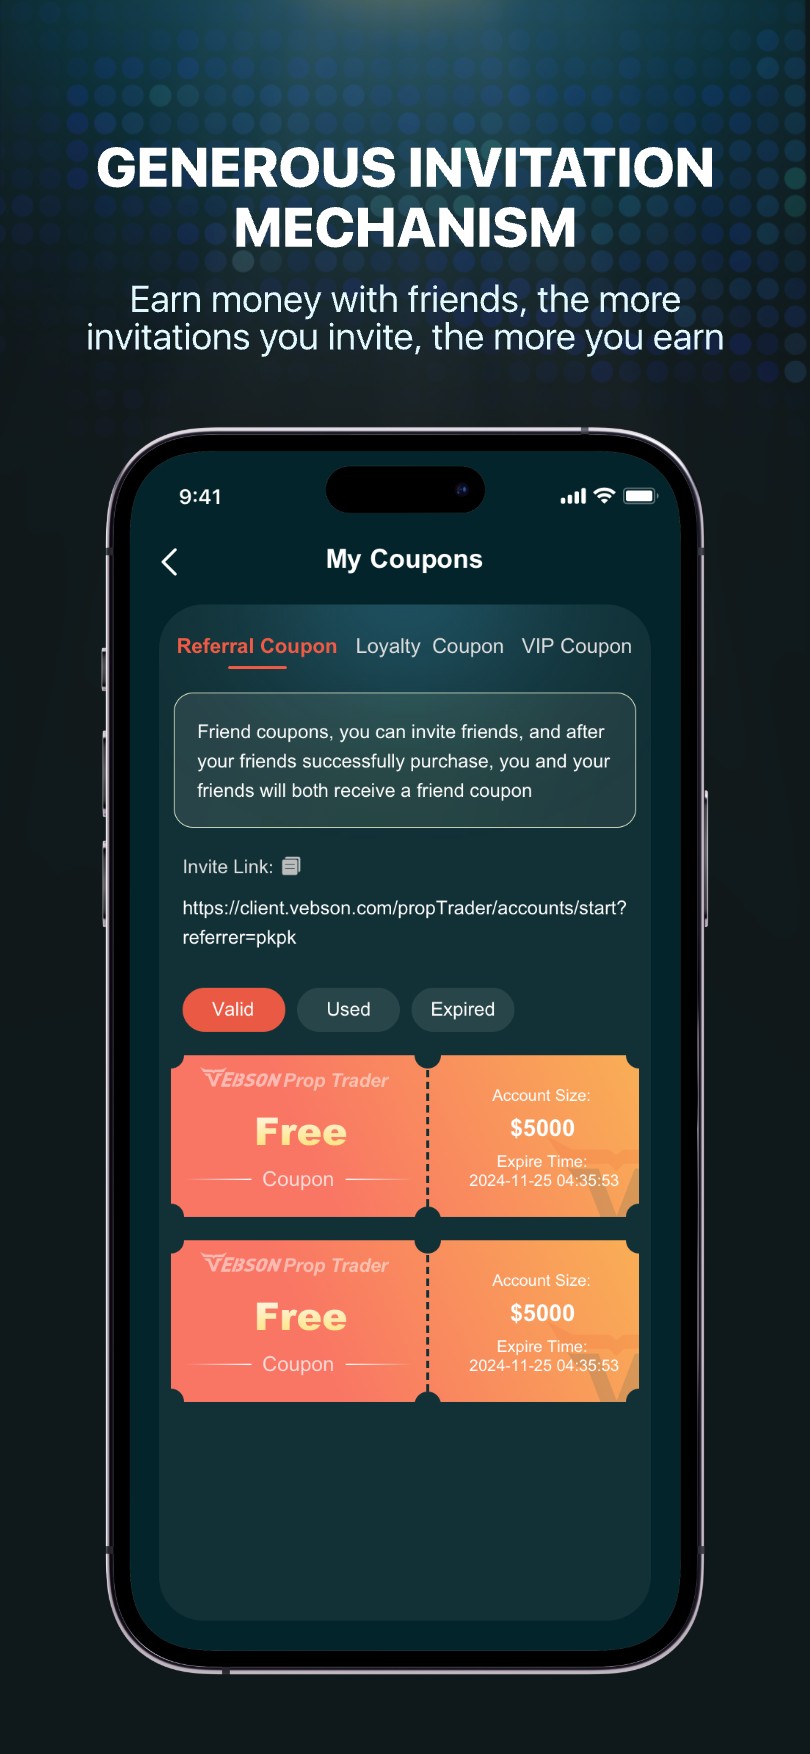 GENEROUS INVITATION
MECHANISM
Earn money with friends, the more
invitations you invite, the more you earn
9:41
My Coupons
Referral Coupon Loyalty Coupon VIP Coupon
Friend coupons, you can invite friends, and after
your friends successfully purchase, you and your
friends will both receive a friend coupon
Invite Link:
https://client.vebson.com/propTrader/accounts/start?
referrer=pkpk
Valid Used Expired
VEBSON Prop Trader
Free
Coupon
Account Size:
$5000
Expire Time:
2024-11-25 04:35:53
VEBSON Prop Trader
Free
Coupon
Account Size:
$5000
Expire Time:
2024-11-25 04:35:53